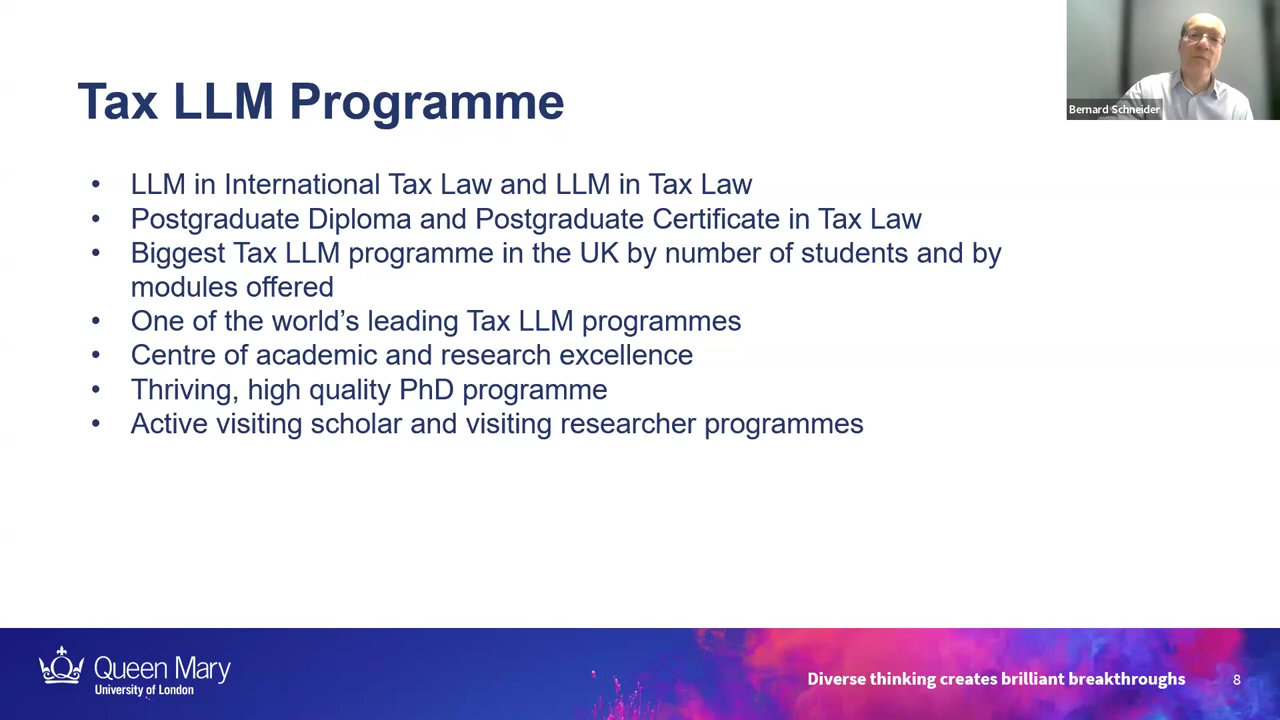 Tax LLM Programme
Bernard Schneider
• LLM in International Tax Law and LLM in Tax Law
• Postgraduate Diploma and Postgraduate Certificate in Tax Law
• Biggest Tax LLM programme in the UK by number of students and by
modules offered
• One of the world’s leading Tax LLM programmes
• Centre of academic and research excellence
• Thriving, high quality PhD programme
• Active visiting scholar and visiting researcher programmes
Queen Mary
University of London
Diverse thinking creates brilliant breakthroughs
8